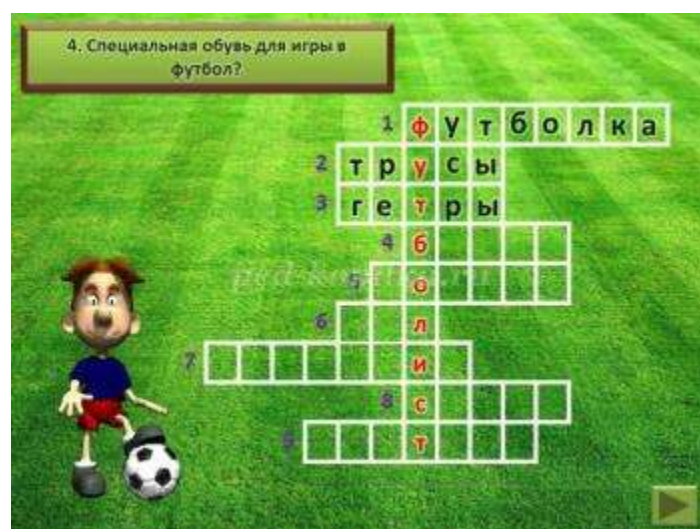 4. Специальная обувь для игры в
футбол?
1 футболка
2 трусы
3 гетры
4 б
5 о
6 л
7 и
8 с
9 т